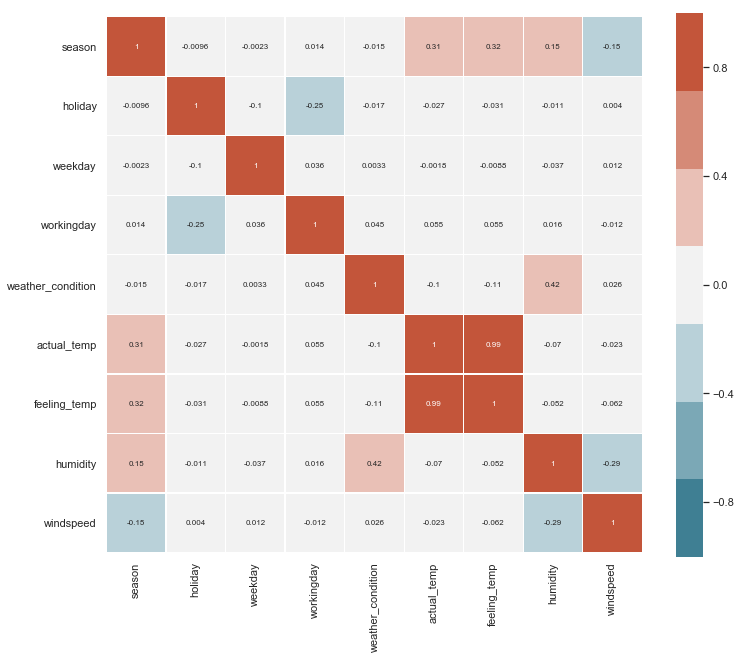 season 1 -0.0096 -0.0023 0.014 -0.015 0.31 0.32 0.15 -0.15
holiday -0.0096 1 -0.1 -0.25 -0.017 -0.027 -0.031 -0.011 0.004
weekday -0.0023 -0.1 1 0.036 0.0033 -0.0018 -0.0088 -0.037 0.012
workingday 0.014 -0.25 0.036 1 0.045 0.055 0.055 0.016 -0.012
weather_condition -0.015 -0.017 0.0033 0.045 1 -0.1 -0.11 0.42 0.026
actual_temp 0.31 -0.027 -0.0018 0.055 -0.1 1 0.99 -0.07 -0.023
feeling_temp 0.32 -0.031 -0.0088 0.055 -0.11 0.99 1 -0.052 -0.062
humidity 0.15 -0.011 -0.037 0.016 0.42 -0.07 -0.052 1 -0.29
windspeed -0.15 0.004 0.012 -0.012 0.026 -0.023 -0.062 -0.29 1
season holiday weekday workingday weather_condition actual_temp feeling_temp humidity windspeed
0.8
0.4
0.0
−0.4
−0.8